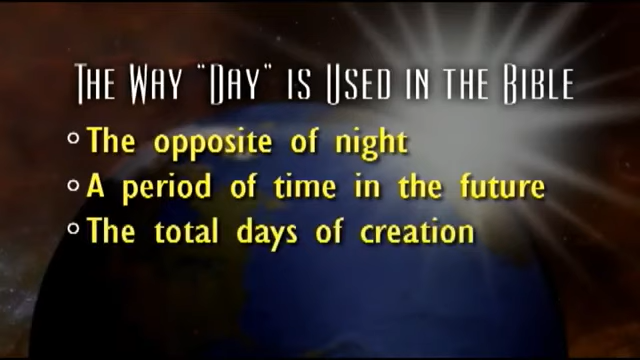 The Way "Day" is Used in the Bible
The opposite of night
A period of time in the future
The total days of creation